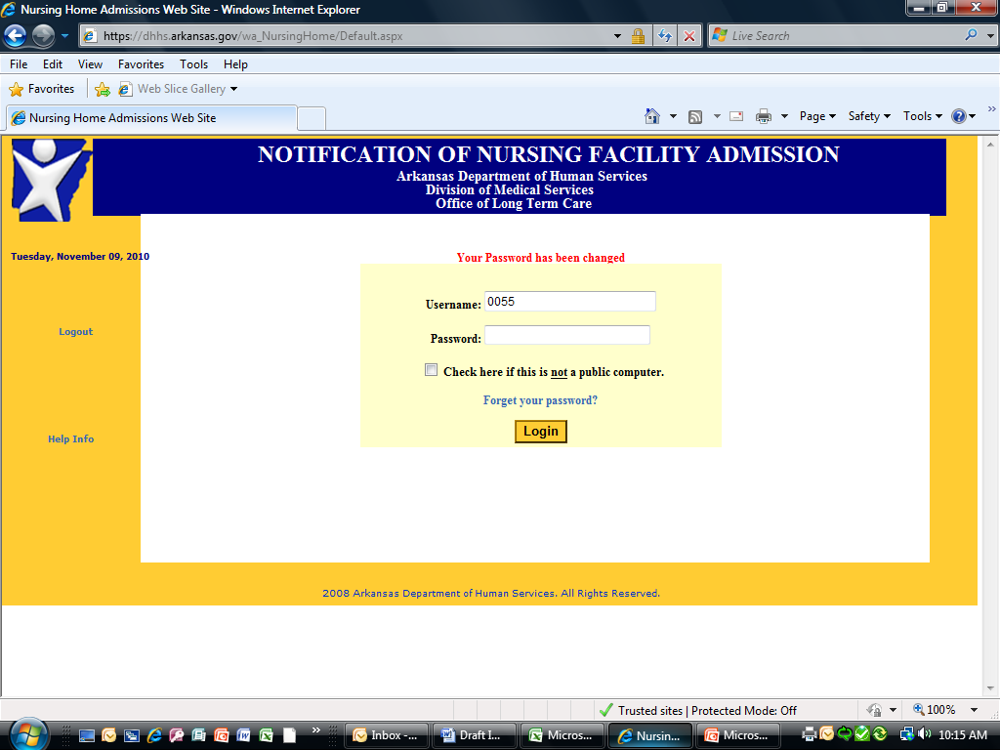 Nursing Home Admissions Web Site - Windows Internet Explorer
https://dhhs.arkansas.gov/wa_NursingHome/Default.aspx
Live Search
File Edit View Favorites Tools Help
Favorites Web Slice Gallery
Nursing Home Admissions Web Site
Page Safety Tools
NOTIFICATION OF NURSING FACILITY ADMISSION
Arkansas Department of Human Services
Division of Medical Services
Office of Long Term Care
Tuesday, November 09, 2010
Your Password has been changed
Username: 0055
Logout
Password:
Check here if this is not a public computer.
Forget your password?
Login
Help Info
2008 Arkansas Department of Human Services. All Rights Reserved.
Trusted sites | Protected Mode: Off
100%
Inbox -... Draft I... Micros... Nursin... Micros... 10:15 AM